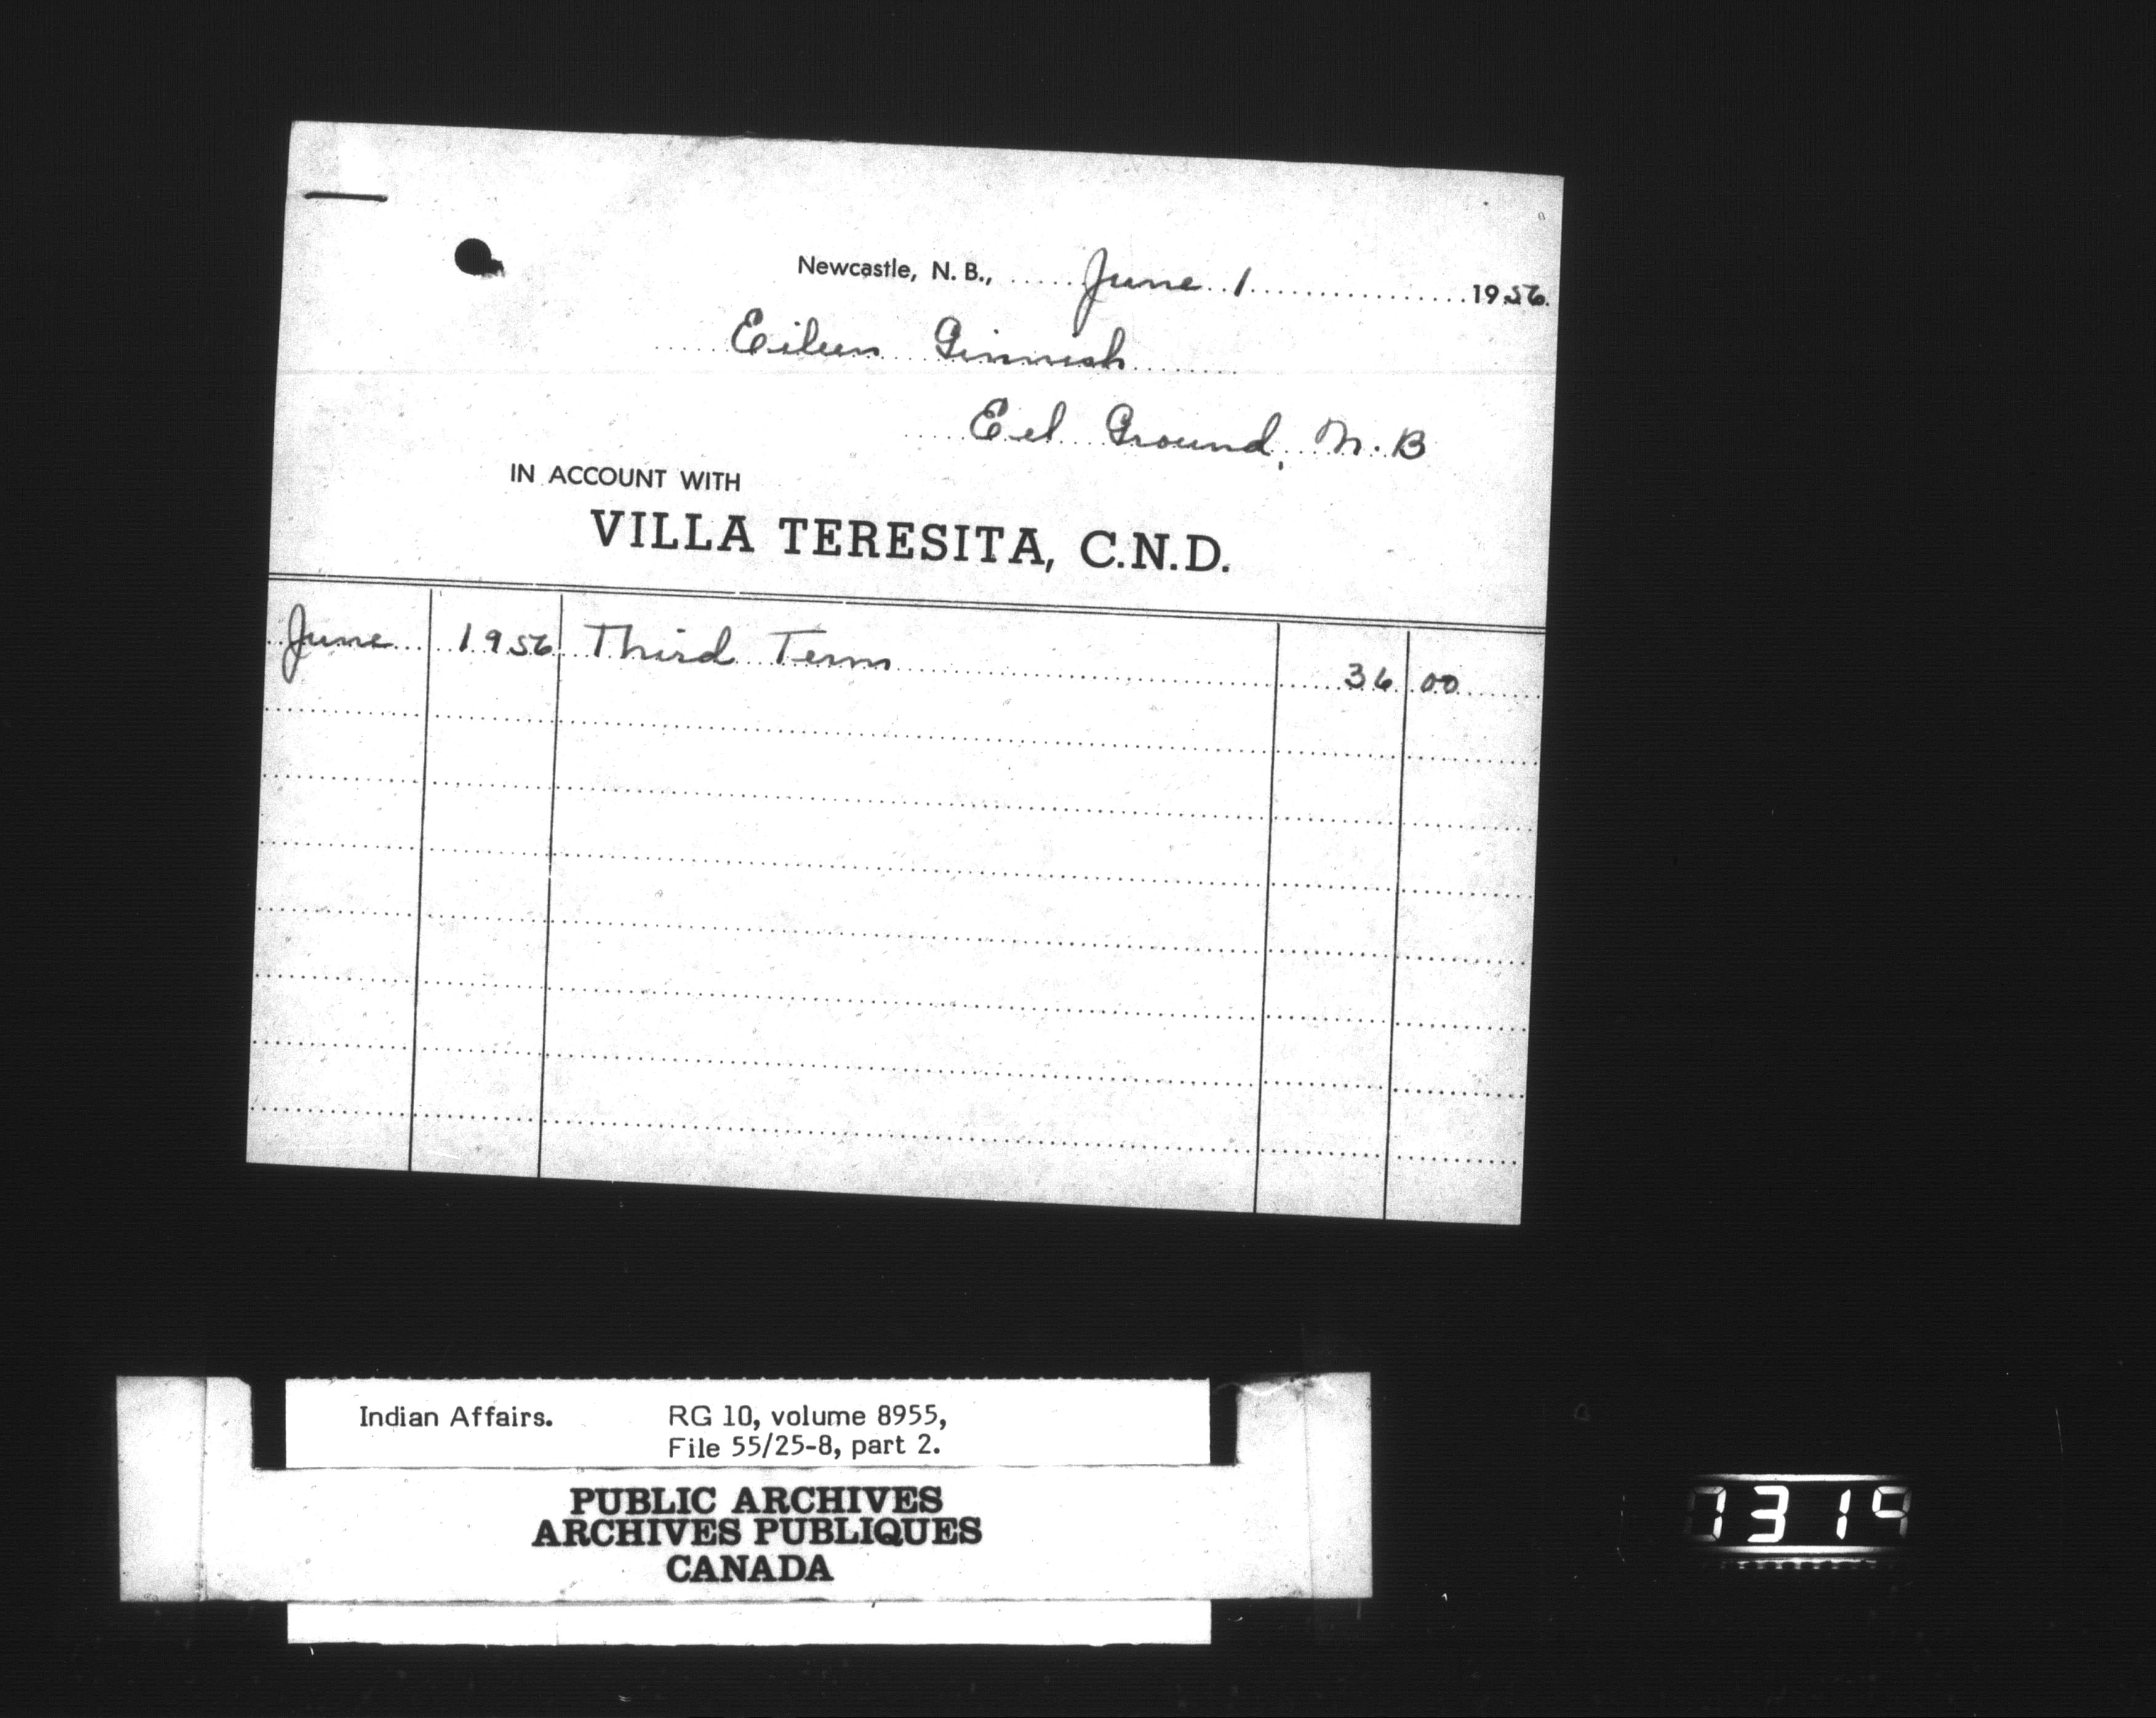 Newcastle, N. B., June 1 1956.
Eileen Ginnish
Eel Ground, N.B
IN ACCOUNT WITH
VILLA TERESITA, C.N.D.
June 1956 Third Term 36 00
Indian Affairs. RG 10, volume 8955,
File 55/25-8, part 2.
PUBLIC ARCHIVES
ARCHIVES PUBLIQUES
CANADA
7319